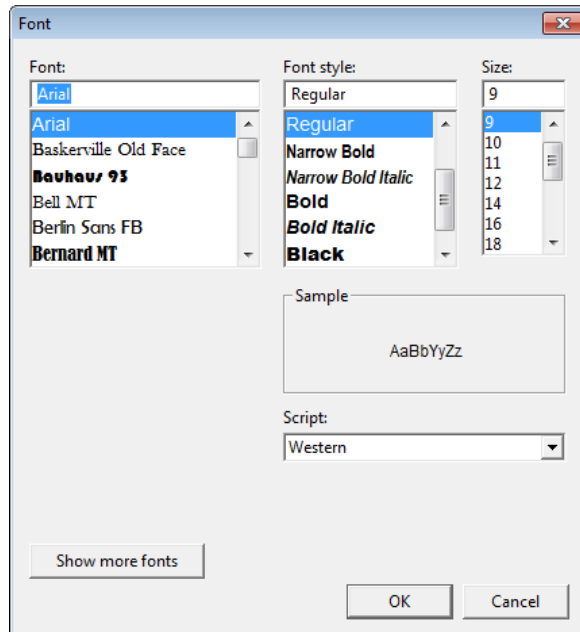 Font
Font:
Arial
Arial
Baskerville Old Face
Bauhaus 93
Bell MT
Berlin Sans FB
Bernard MT
Font style:
Regular
Regular
Narrow Bold
Narrow Bold Italic
Bold
Bold Italic
Black
Size:
9
9
10
11
12
14
16
18
Sample
AaBbYyZz
Script:
Western
Show more fonts
OK
Cancel